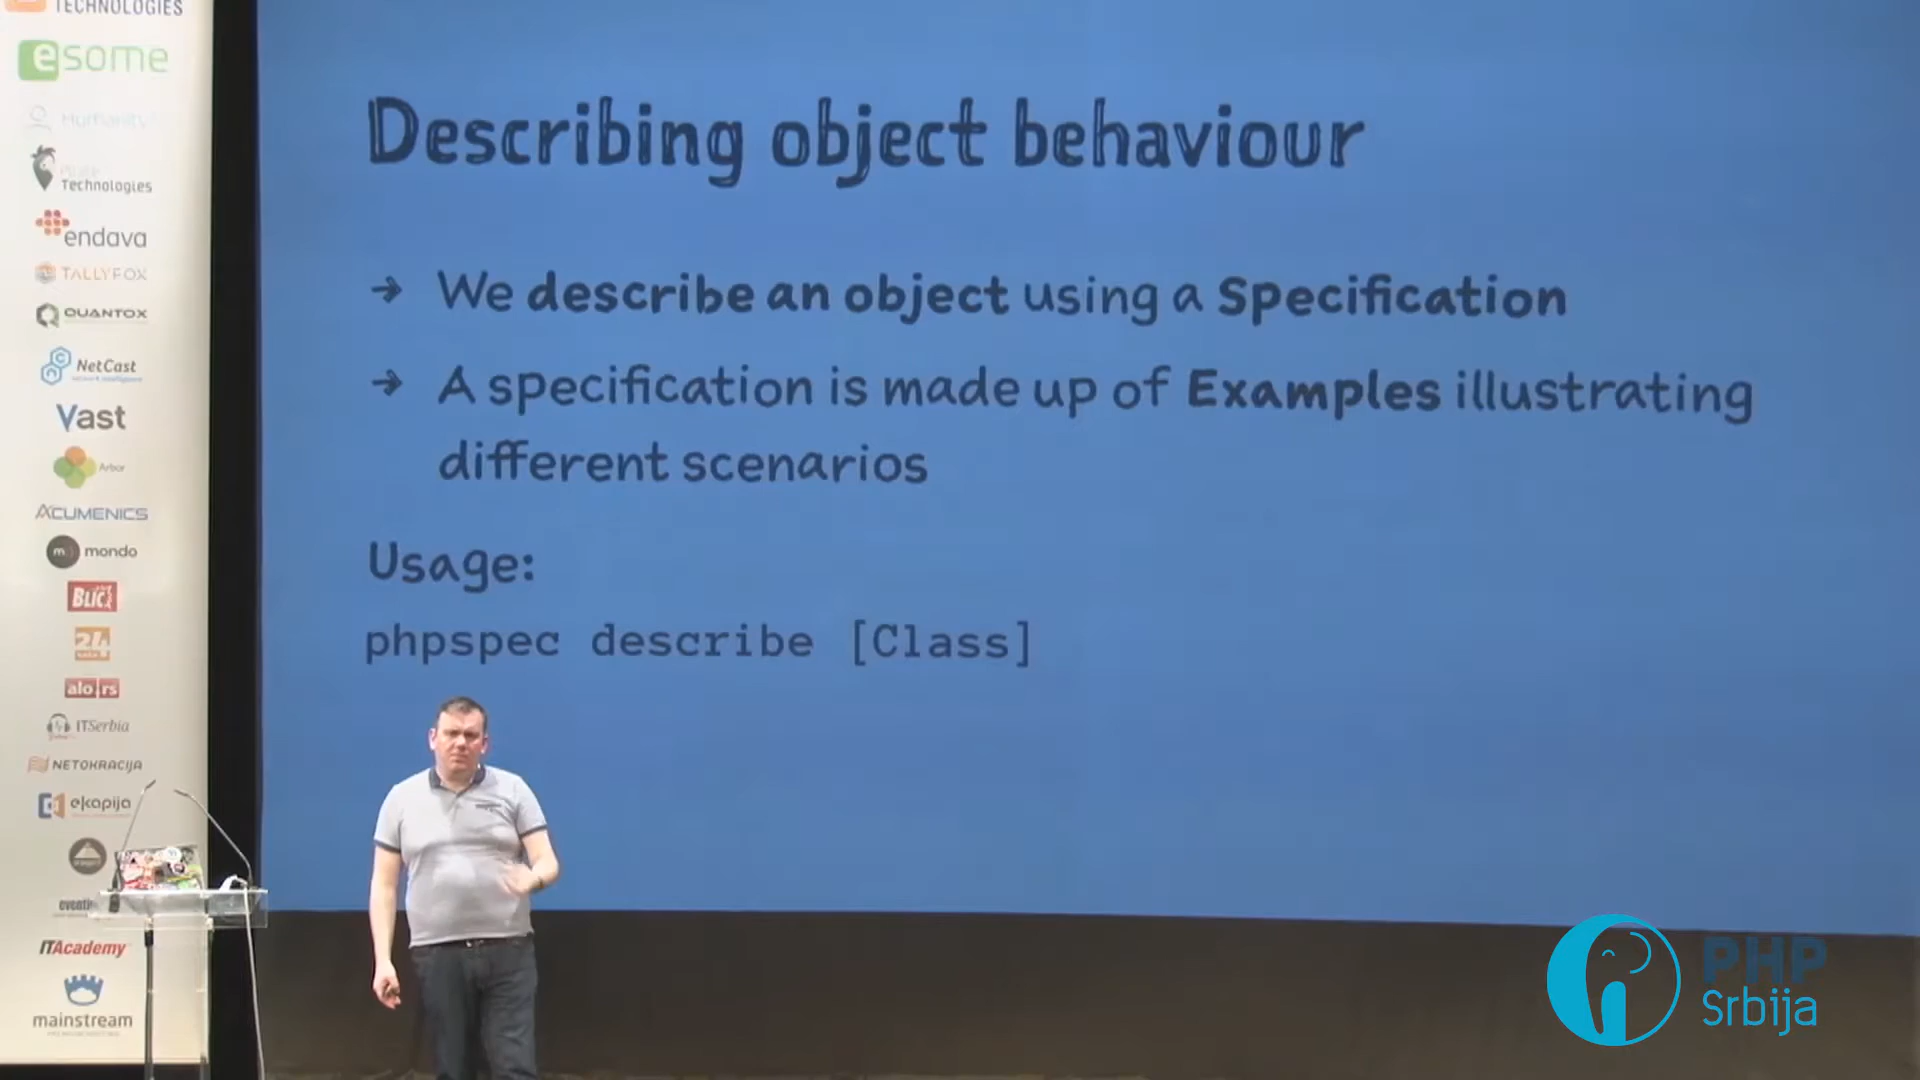 TECHNOLOGIES
esome
Humanity
Technologies
endava
TALLYFOX
QUANTOX
NetCast
Vast
Arbor
ACUMENICS
m
mondo
BLIC
24
alo.rs
ITSerbia
NETOKRACIJA
ekapija
ITAcademy
mainstream
Describing object behaviour
→ We describe an object using a Specification
→ A specification is made up of Examples illustrating
different scenarios
Usage:
phpspec describe [Class]
PHP
Srbija